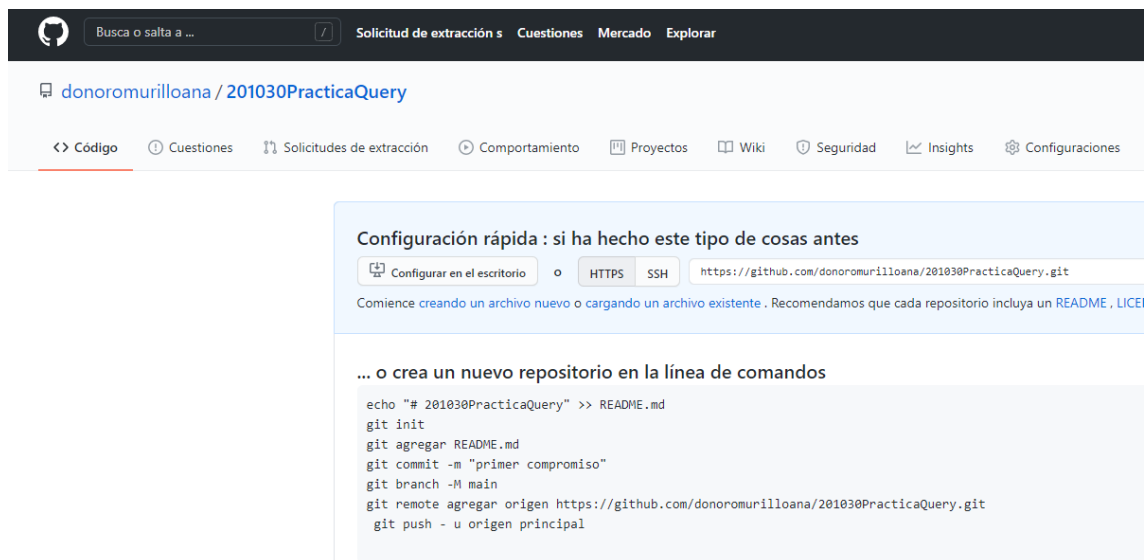 Busca o salta a ... / Solicitud de extracción s Cuestiones Mercado Explorar
donoromurilloana / 201030PracticaQuery
<> Código Cuestiones Solicitudes de extracción Comportamiento Proyectos Wiki Seguridad Insights Configuraciones
Configuración rápida : si ha hecho este tipo de cosas antes
Configurar en el escritorio o HTTPS SSH https://github.com/donoromurilloana/201030PracticaQuery.git
Comience creando un archivo nuevo o cargando un archivo existente . Recomendamos que cada repositorio incluya un README ,
... o crea un nuevo repositorio en la línea de comandos
echo "# 201030PracticaQuery" >> README.md
git init
git agregar README.md
git commit -m "primer compromiso"
git branch -M main
git remote agregar origen https://github.com/donoromurilloana/201030PracticaQuery.git
git push - u origen principal